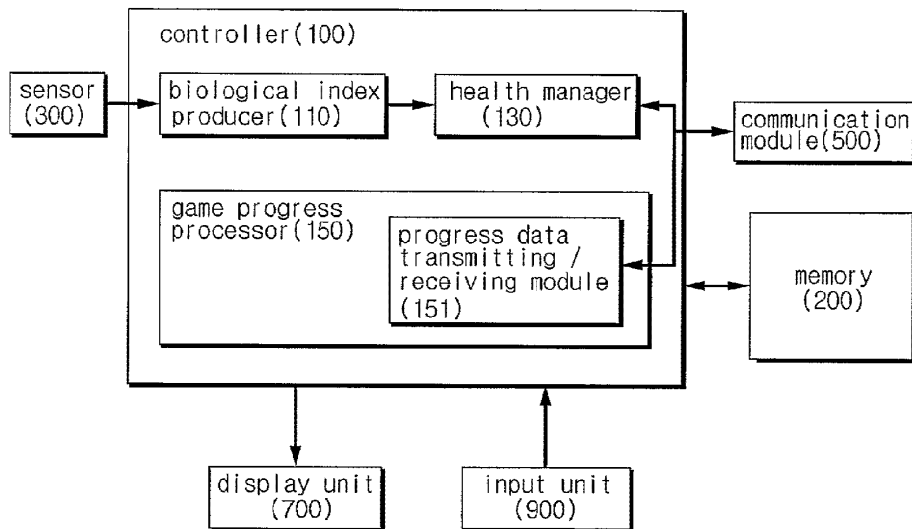 controller(100)
sensor
(300)
biological index
producer(110)
health manager
(130)
communication
module(500)
game progress
processor(150)
progress data
transmitting /
receiving module
(151)
memory
(200)
display unit
(700)
input unit
(900)